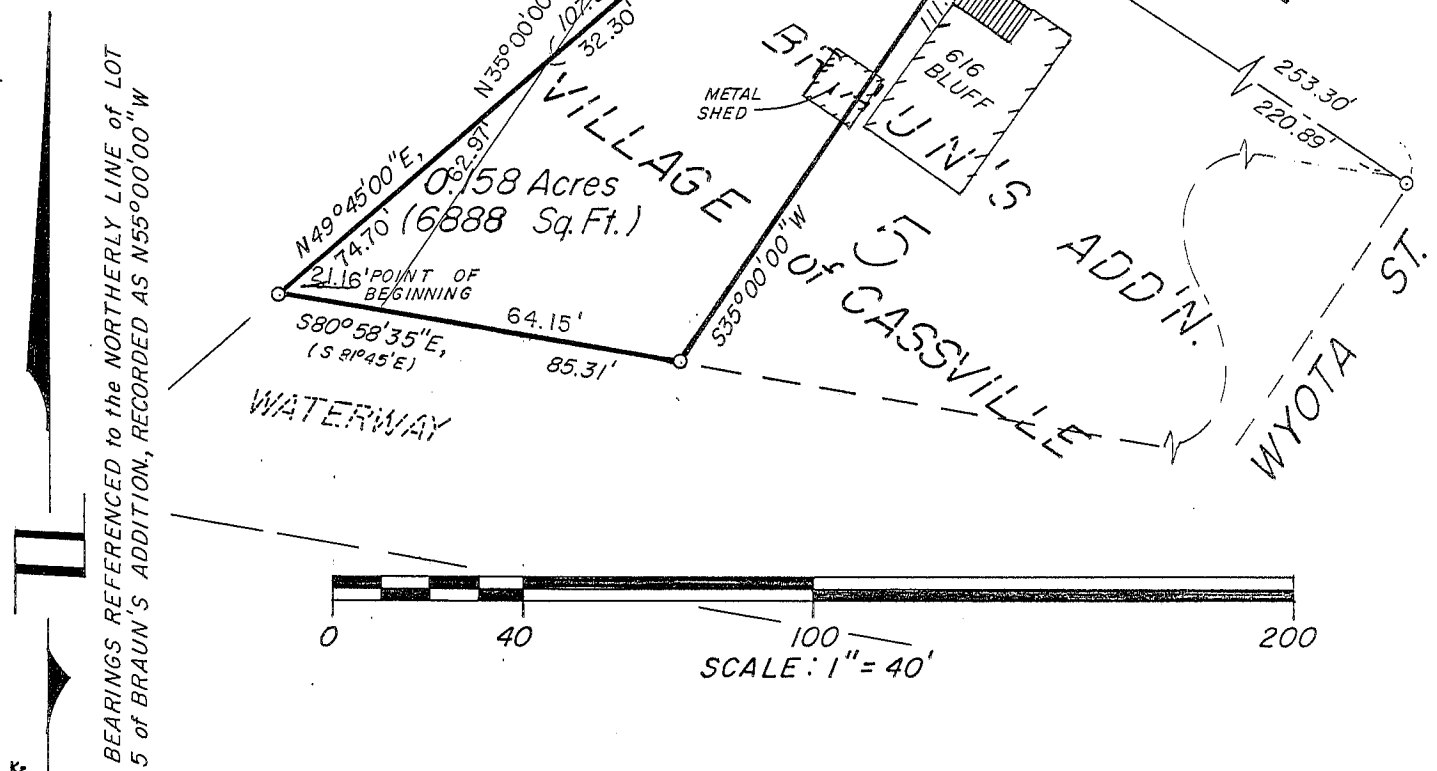 BEARINGS REFERENCED to the NORTHERLY LINE of LOT
5 of BRAUN'S ADDITION, RECORDED AS N55°00'00"W
N35°00'00"
32.30'
N49°45'00"E,
74.70'
62.97'
0.158 Acres
(6888 Sq.Ft.)
21.16'
POINT OF
BEGINNING
S80°58'35"E,
(S 81°45'E)
64.15'
85.31'
S35°00'00"W
METAL
SHED
616
BLUFF
VILLAGE
of CASSVILLE
BRAUN'S
ADD'N.
5
253.30'
220.89'
WYOTA ST.
WATERWAY
0 40 100 200
SCALE: 1"=40'